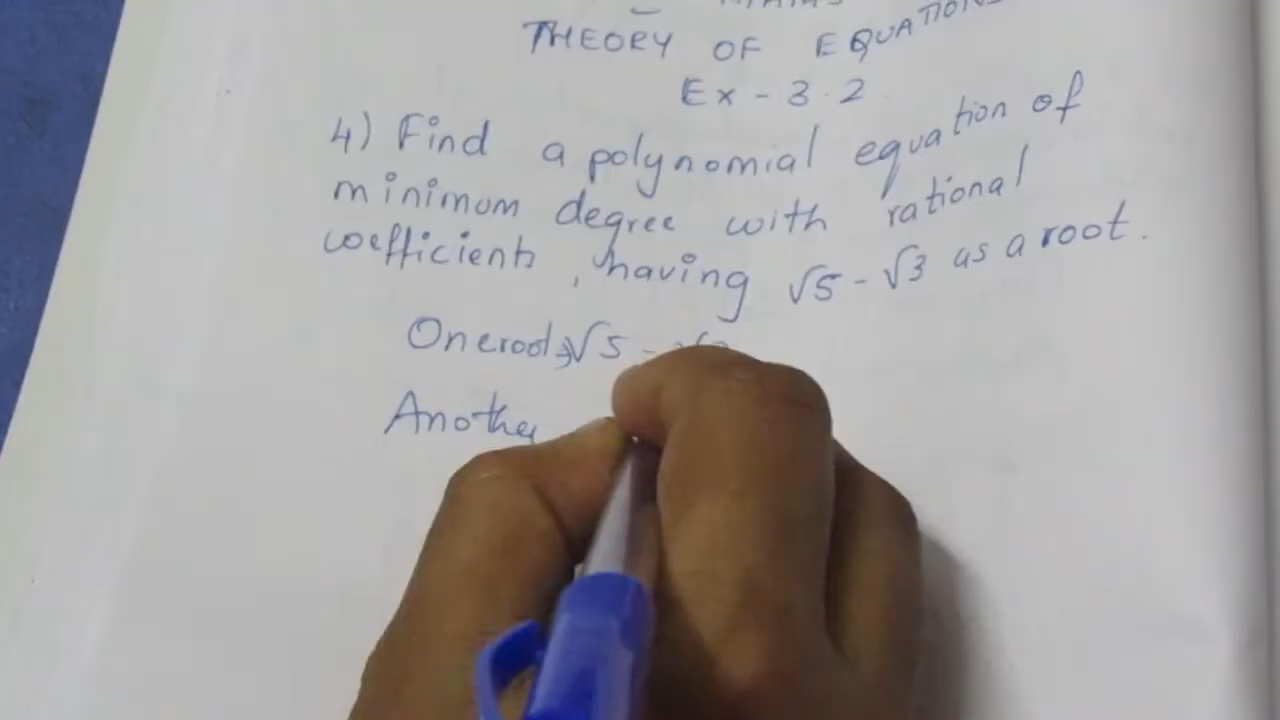 THEORY OF EQUATIONS
Ex - 3.2
4) Find a polynomial equation of
minimum degree with rational
coefficients, having √5 - √3 as a root.
One root, √5 -
Another